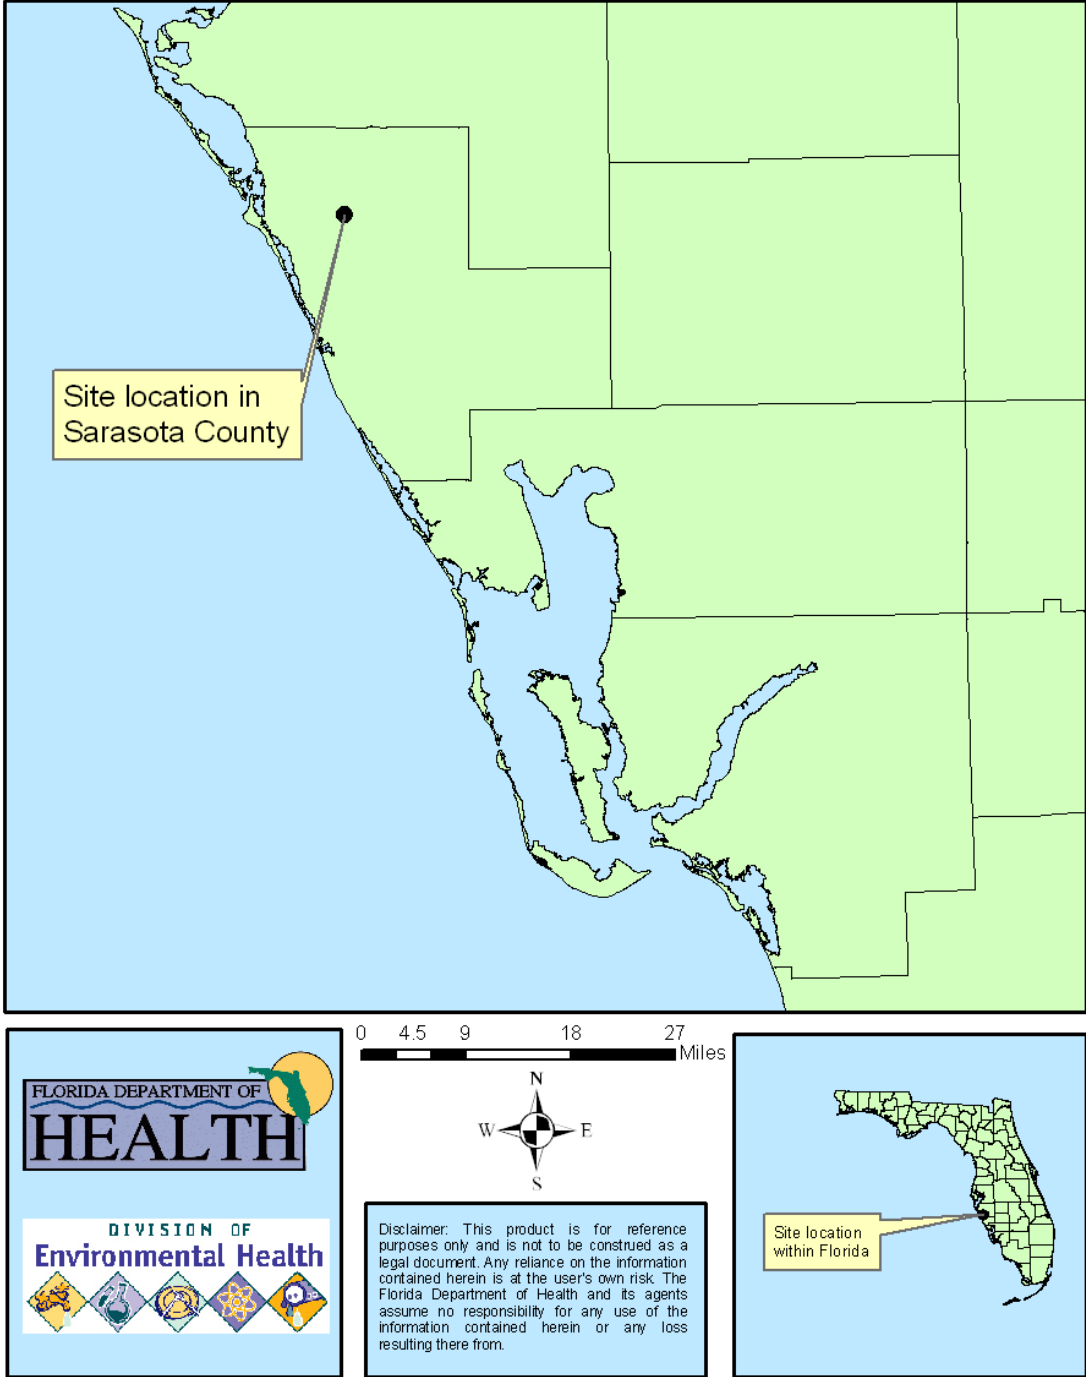 Site location in
Sarasota County
0 4.5 9 18 27
Miles
N
W E
S
FLORIDA DEPARTMENT OF
HEALTH
DIVISION OF
Environmental Health
Disclaimer: This product is for reference
purposes only and is not to be construed as a
legal document. Any reliance on the information
contained herein is at the user's own risk. The
Florida Department of Health and its agents
assume no responsibility for any use of the
information contained herein or any loss
resulting there from.
Site location
within Florida